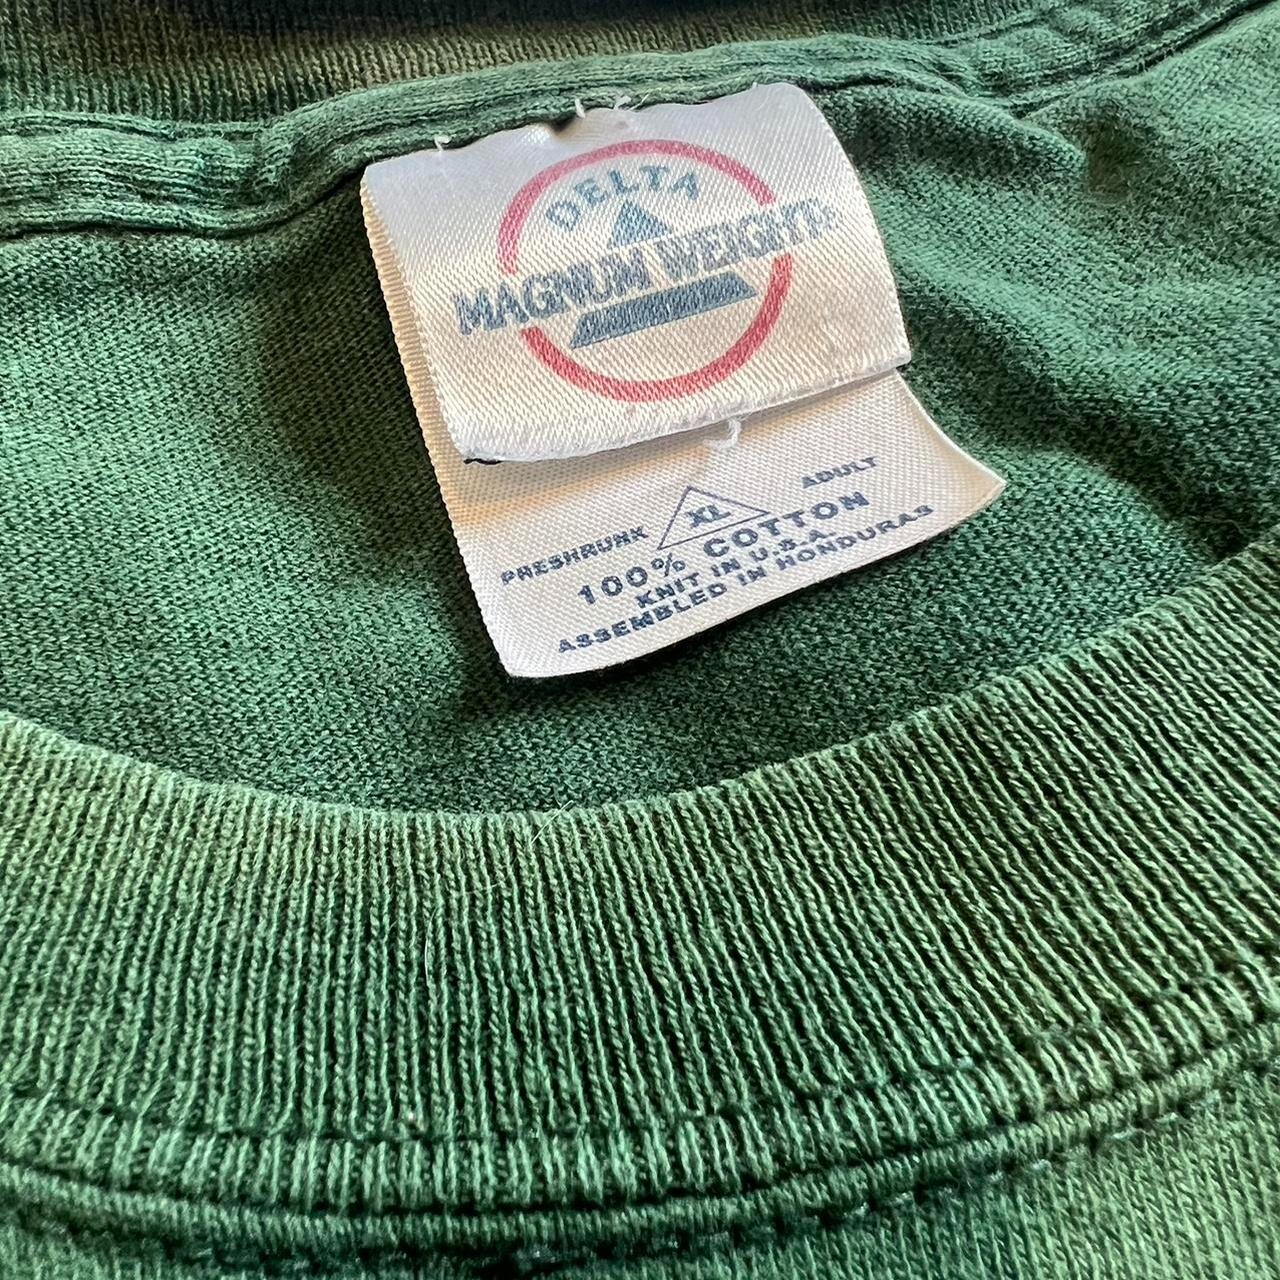 DELTA
MAGNUM WEIGHT
XL
ADULT
PRESHRUNK
100% COTTON
KNIT IN U.S.A.
ASSEMBLED IN HONDURAS